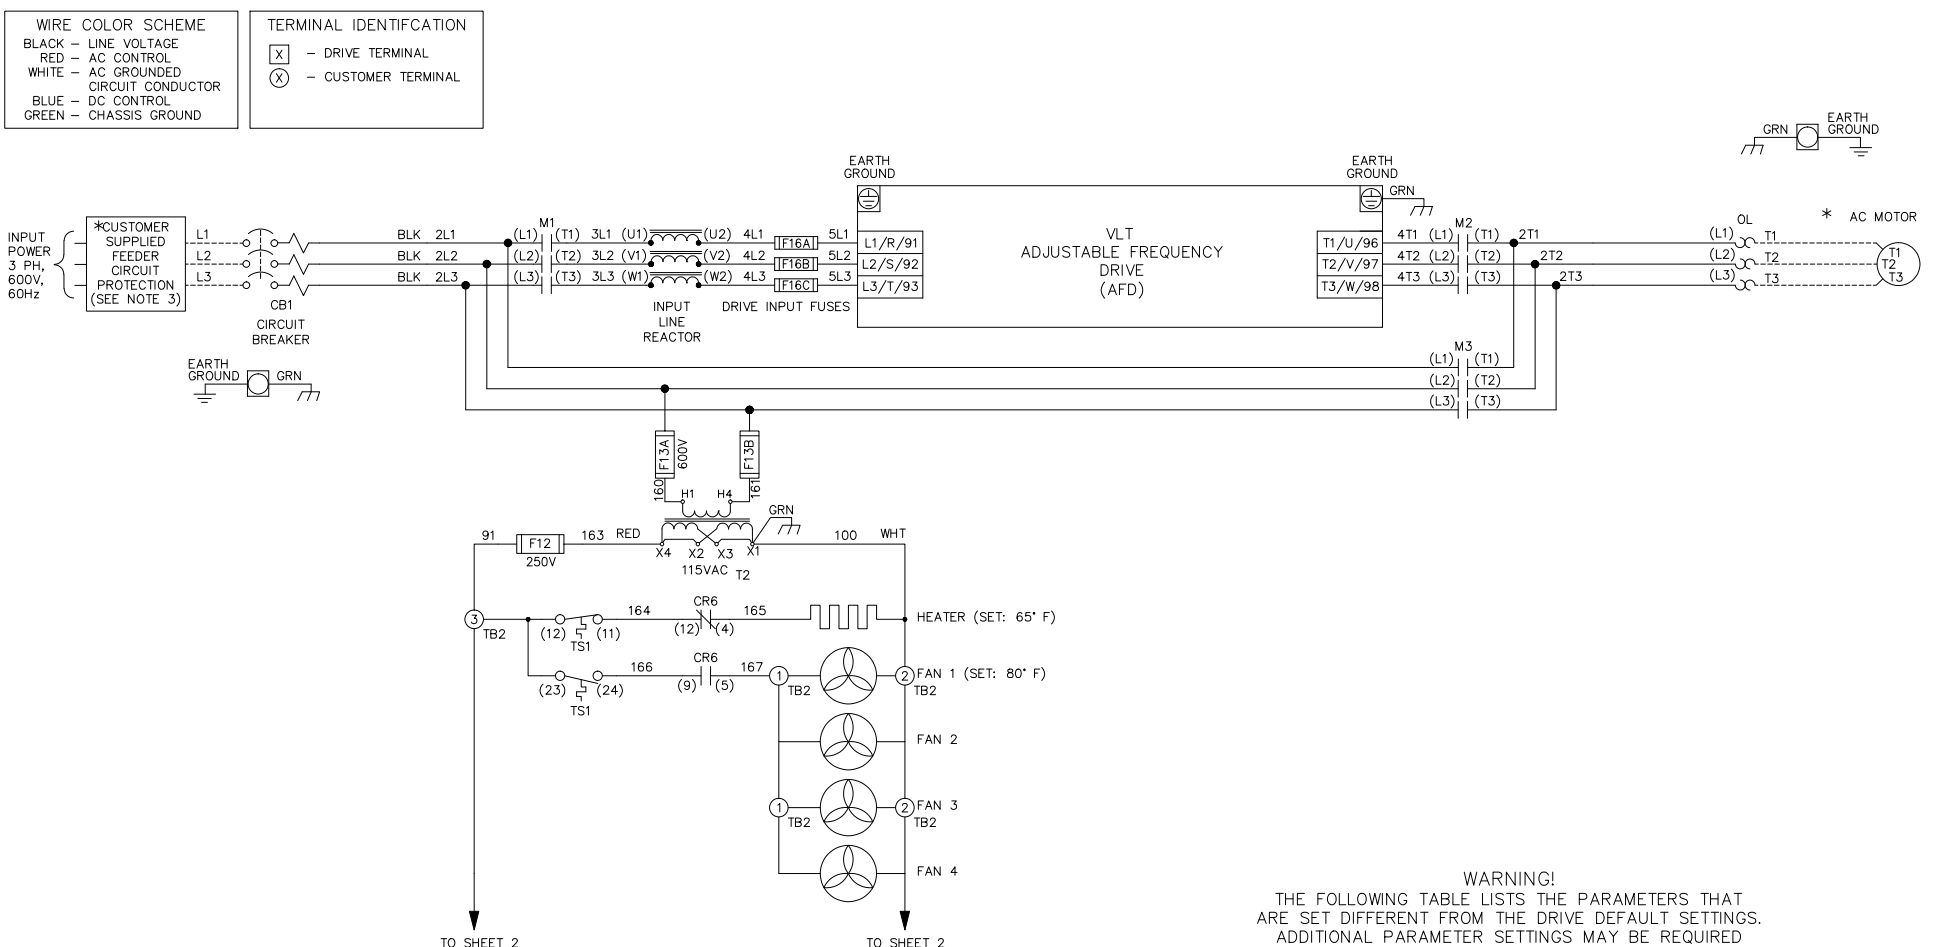 WIRE COLOR SCHEME
BLACK – LINE VOLTAGE
RED – AC CONTROL
WHITE – AC GROUNDED
CIRCUIT CONDUCTOR
BLUE – DC CONTROL
GREEN – CHASSIS GROUND
TERMINAL IDENTIFCATION
X – DRIVE TERMINAL
X – CUSTOMER TERMINAL
GRN
EARTH
GROUND
INPUT
POWER
3 PH,
600V,
60Hz
*CUSTOMER
SUPPLIED
FEEDER
CIRCUIT
PROTECTION
(SEE NOTE 3)
L1
L2
L3
CB1
CIRCUIT
BREAKER
EARTH
GROUND
GRN
M1
BLK 2L1 (L1) (T1) 3L1 (U1) (U2) 4L1 F16A 5L1
BLK 2L2 (L2) (T2) 3L2 (V1) (V2) 4L2 F16B 5L2
BLK 2L3 (L3) (T3) 3L3 (W1) (W2) 4L3 F16C 5L3
INPUT
LINE
REACTOR
DRIVE INPUT FUSES
EARTH
GROUND
L1/R/91
L2/S/92
L3/T/93
VLT
ADJUSTABLE FREQUENCY
DRIVE
(AFD)
EARTH
GROUND
GRN
T1/U/96
T2/V/97
T3/W/98
M2
4T1 (L1) (T1) 2T1
4T2 (L2) (T2) 2T2
4T3 (L3) (T3) 2T3
OL
(L1) T1
(L2) T2
(L3) T3
* AC MOTOR
T1
T2
T3
M3
(L1) (T1)
(L2) (T2)
(L3) (T3)
F13A
600V
F13B
160
161
H1 H4
GRN
91 F12 163 RED
250V
X4 X2 X3 X1
100 WHT
115VAC T2
3
TB2
(12) (11)
TS1
164
CR6
(12) (4)
165
HEATER (SET: 65° F)
(23) (24)
TS1
166
CR6
(9) (5)
167
1
TB2
2
TB2
FAN 1 (SET: 80° F)
FAN 2
1
TB2
2
TB2
FAN 3
FAN 4
TO SHEET 2
TO SHEET 2
WARNING!
THE FOLLOWING TABLE LISTS THE PARAMETERS THAT
ARE SET DIFFERENT FROM THE DRIVE DEFAULT SETTINGS.
ADDITIONAL PARAMETER SETTINGS MAY BE REQUIRED